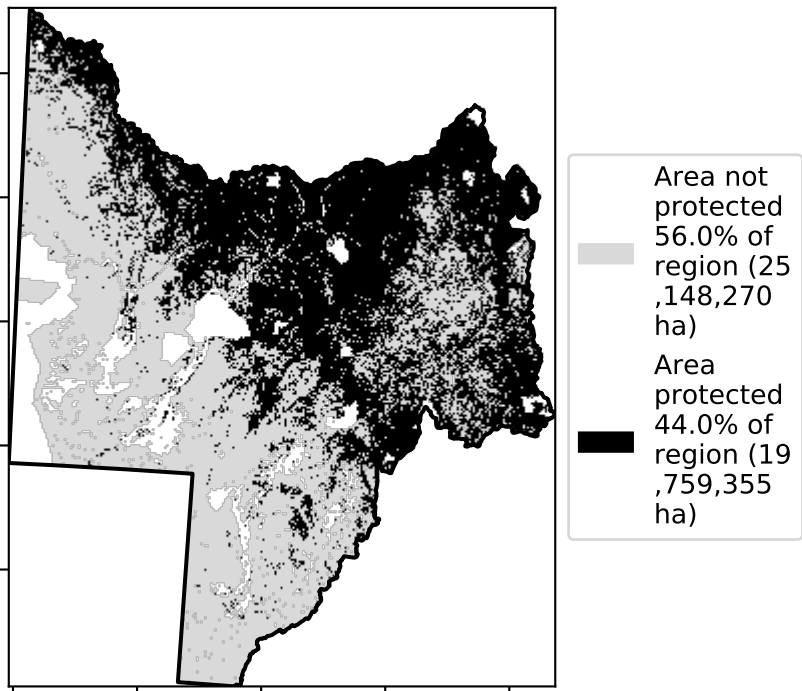 Area not
protected
56.0% of
region (25
,148,270
ha)
Area
protected
44.0% of
region (19
,759,355
ha)